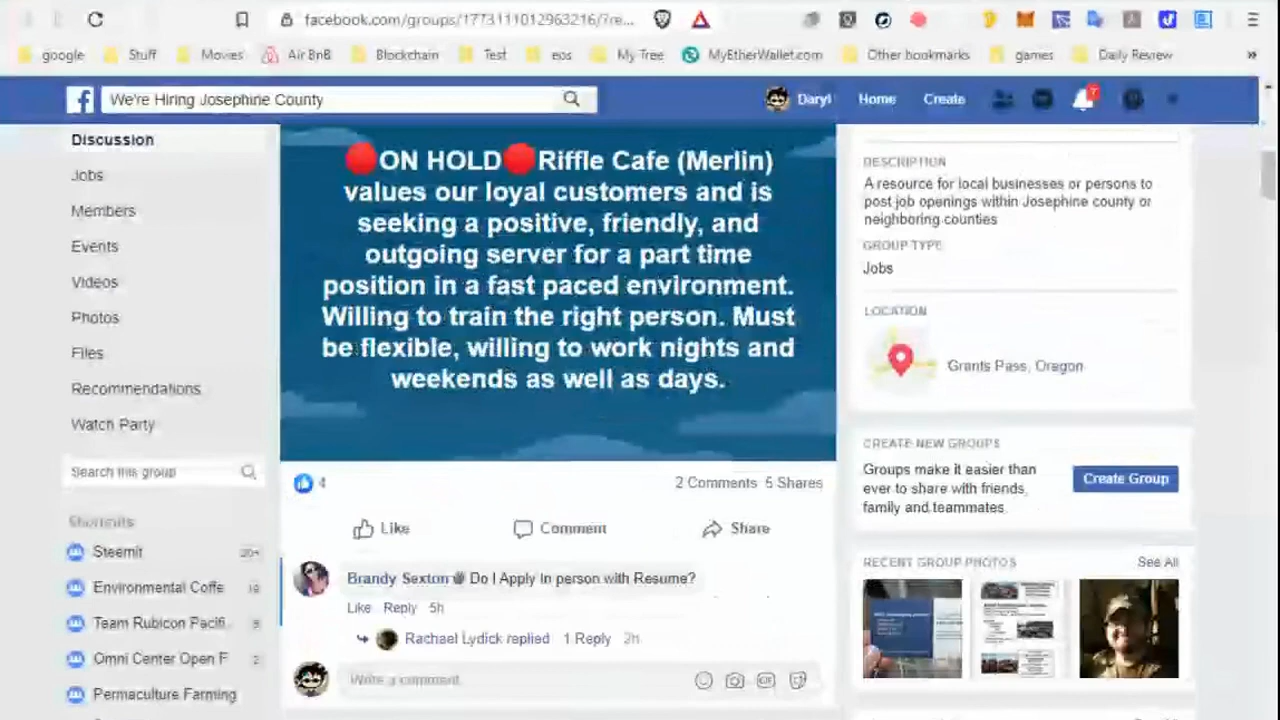 facebook.com/groups/1773111012963216/?re...
google
Stuff
Movies
Air BnB
Blockchain
Test
eos
My Tree
MyEtherWallet.com
Other bookmarks
games
Daily Review
»
We're Hiring Josephine County
Daryl
Home
Create
7
Discussion
Jobs
Members
Events
Videos
Photos
Files
Recommendations
Watch Party
Search this group
Shortcuts
Steemit 20+
Environmental Coffe
Team Rubicon Pacifi
Omni Center Open F 2
Permaculture Farming
ON HOLD Riffle Cafe (Merlin)
values our loyal customers and is
seeking a positive, friendly, and
outgoing server for a part time
position in a fast paced environment.
Willing to train the right person. Must
be flexible, willing to work nights and
weekends as well as days.
4
2 Comments 5 Shares
Like
Comment
Share
Brandy Sexton Do I Apply In person with Resume?
Like Reply 5h
Rachael Lydick replied 1 Reply 2h
Write a comment
GIF
DESCRIPTION
A resource for local businesses or persons to
post job openings within Josephine county or
neighboring counties
GROUP TYPE
Jobs
LOCATION
Grants Pass, Oregon
CREATE NEW GROUPS
Groups make it easier than
ever to share with friends,
family and teammates.
Create Group
RECENT GROUP PHOTOS
See All